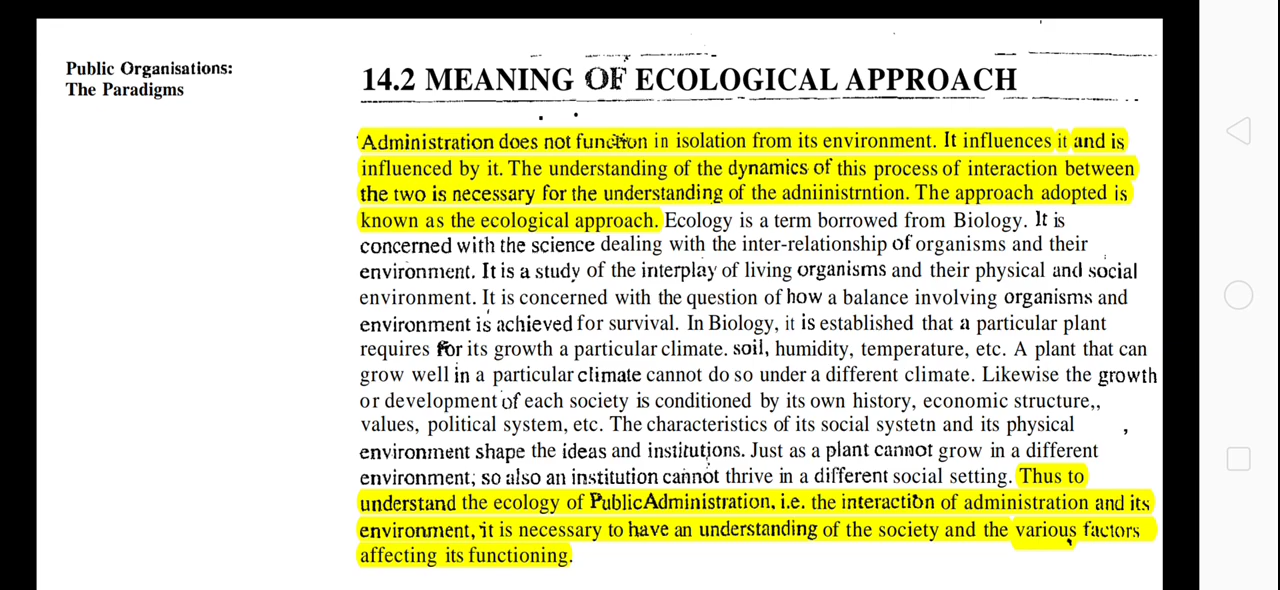 Public Organisations:
The Paradigms
14.2 MEANING OF ECOLOGICAL APPROACH
Administration does not function in isolation from its environment. It influences it and is
influenced by it. The understanding of the dynamics of this process of interaction between
the two is necessary for the understanding of the adniinistrntion. The approach adopted is
known as the ecological approach. Ecology is a term borrowed from Biology. It is
concerned with the science dealing with the inter-relationship of organisms and their
environment. It is a study of the interplay of living organisms and their physical and social
environment. It is concerned with the question of how a balance involving organisms and
environment is achieved for survival. In Biology, it is established that a particular plant
requires for its growth a particular climate. soil, humidity, temperature, etc. A plant that can
grow well in a particular climate cannot do so under a different climate. Likewise the growth
or development of each society is conditioned by its own history, economic structure,,
values, political system, etc. The characteristics of its social systetn and its physical
environment shape the ideas and institutions. Just as a plant cannot grow in a different
environment; so also an institution cannot thrive in a different social setting. Thus to
understand the ecology of Public Administration, i.e. the interaction of administration and its
environment, it is necessary to have an understanding of the society and the various factors
affecting its functioning.